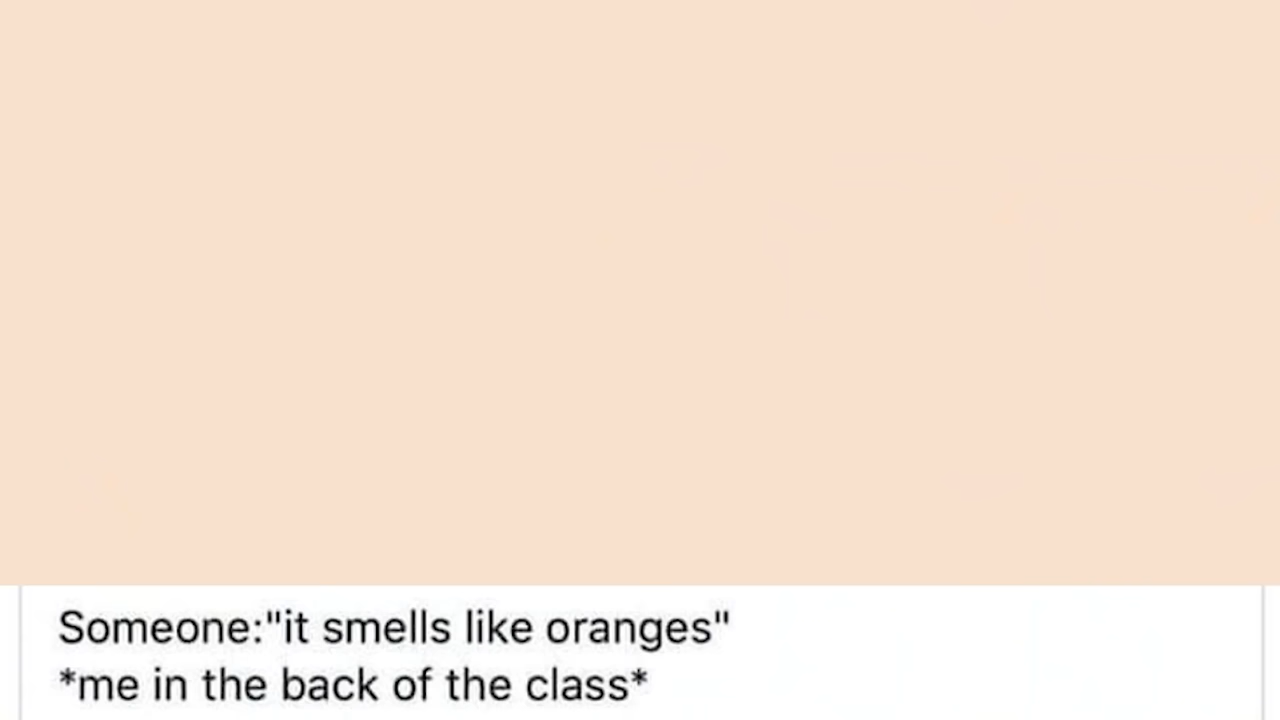 Someone:"it smells like oranges"
*me in the back of the class*